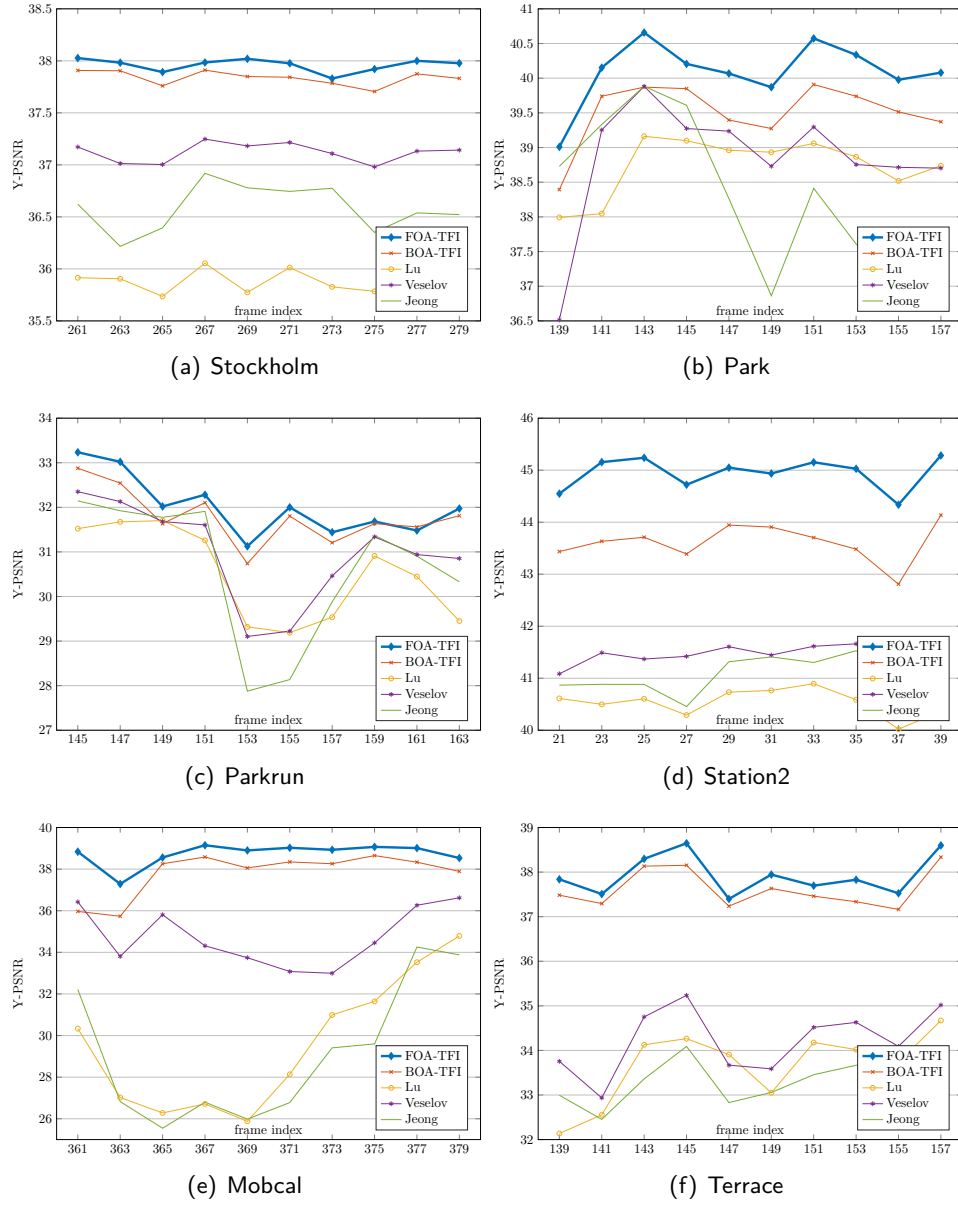 38.5
38
37.5
37
36.5
36
35.5
Y-PSNR
FOA-TFI
BOA-TFI
Lu
Veselov
Jeong
frame index
261 263 265 267 269 271 273 275 277 279
(a) Stockholm
41
40.5
40
39.5
39
38.5
38
37.5
37
36.5
Y-PSNR
FOA-TFI
BOA-TFI
Lu
Veselov
Jeong
frame index
139 141 143 145 147 149 151 153 155 157
(b) Park
34
33
32
31
30
29
28
27
Y-PSNR
FOA-TFI
BOA-TFI
Lu
Veselov
Jeong
frame index
145 147 149 151 153 155 157 159 161 163
(c) Parkrun
46
45
44
43
42
41
40
Y-PSNR
FOA-TFI
BOA-TFI
Lu
Veselov
Jeong
frame index
21 23 25 27 29 31 33 35 37 39
(d) Station2
40
38
36
34
32
30
28
26
Y-PSNR
FOA-TFI
BOA-TFI
Lu
Veselov
Jeong
frame index
361 363 365 367 369 371 373 375 377 379
(e) Mobcal
39
38
37
36
35
34
33
32
Y-PSNR
FOA-TFI
BOA-TFI
Lu
Veselov
Jeong
frame index
139 141 143 145 147 149 151 153 155 157
(f) Terrace